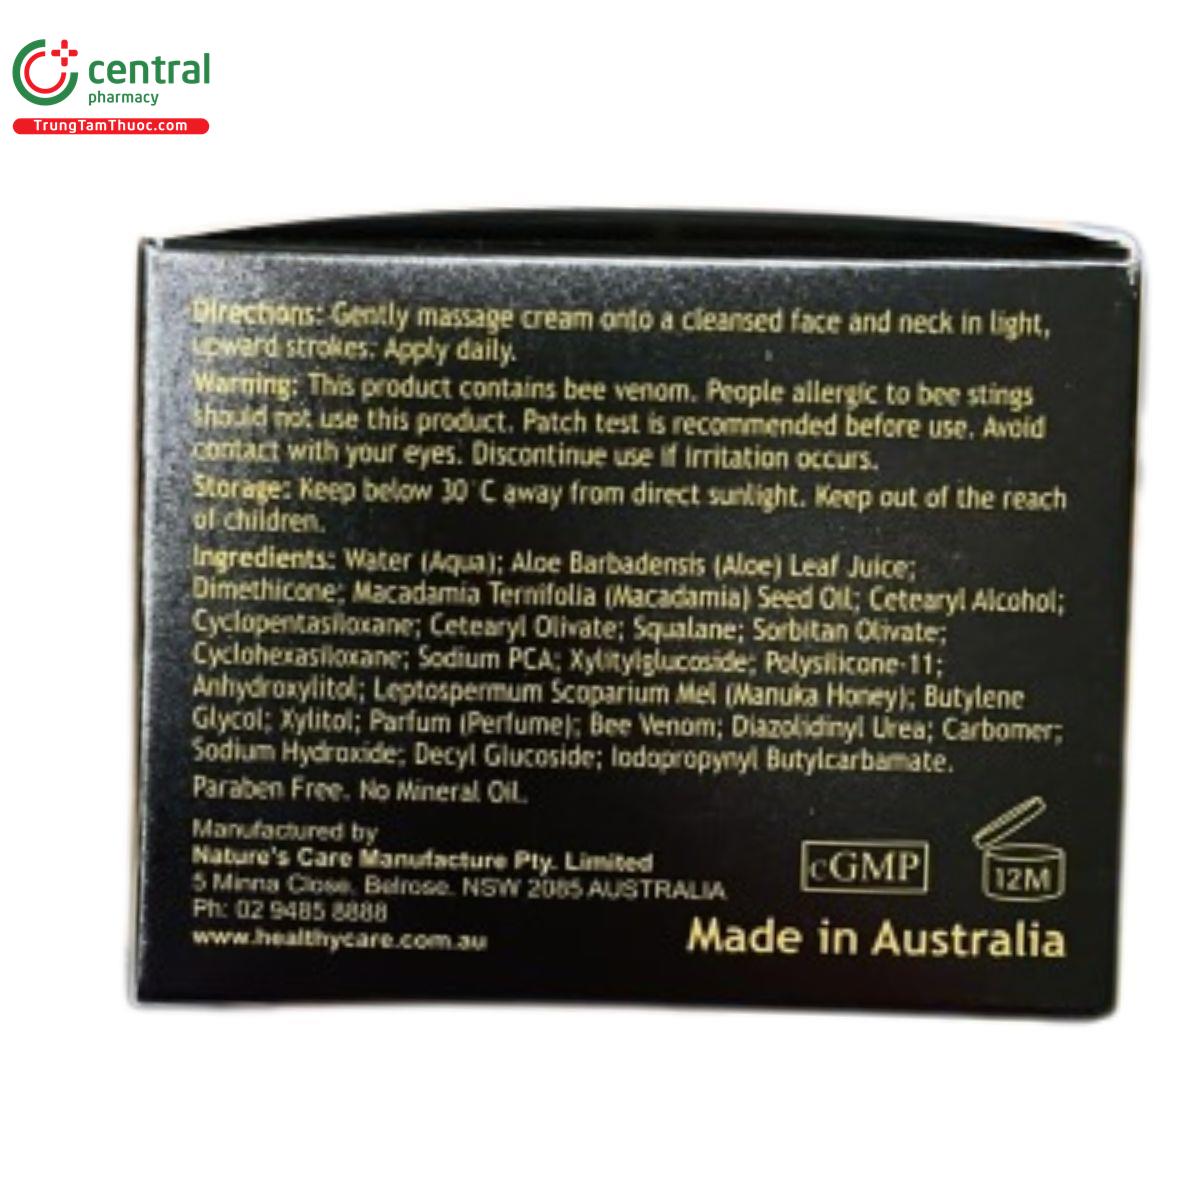 central
pharmacy
TrungTamThuoc.com
Directions: Gently massage cream onto a cleansed face and neck in light,
upward strokes. Apply daily.
Warning: This product contains bee venom. People allergic to bee stings
should not use this product. Patch test is recommended before use. Avoid
contact with your eyes. Discontinue use if irritation occurs.
Storage: Keep below 30°C away from direct sunlight. Keep out of the reach
of children.
Ingredients: Water (Aqua); Aloe Barbadensis (Aloe) Leaf Juice;
Dimethicone; Macadamia Ternifolia (Macadamia) Seed Oil; Cetearyl Alcohol;
Cyclopentasiloxane; Cetearyl Olivate; Squalane; Sorbitan Olivate;
Cyclohexasiloxane; Sodium PCA; Xylitylglucoside; Polysilicone-11;
Anhydroxylitol; Leptospermum Scoparium Mel (Manuka Honey); Butylene
Glycol; Xylitol; Parfum (Perfume); Bee Venom; Diazolidinyl Urea; Carbomer;
Sodium Hydroxide; Decyl Glucoside; Iodopropynyl Butylcarbamate.
Paraben Free. No Mineral Oil.
Manufactured by
Nature's Care Manufacture Pty. Limited
5 Minna Close, Belrose, NSW 2085 AUSTRALIA
Ph: 02 9485 8888
www.healthycare.com.au
cGMP
12M
Made in Australia